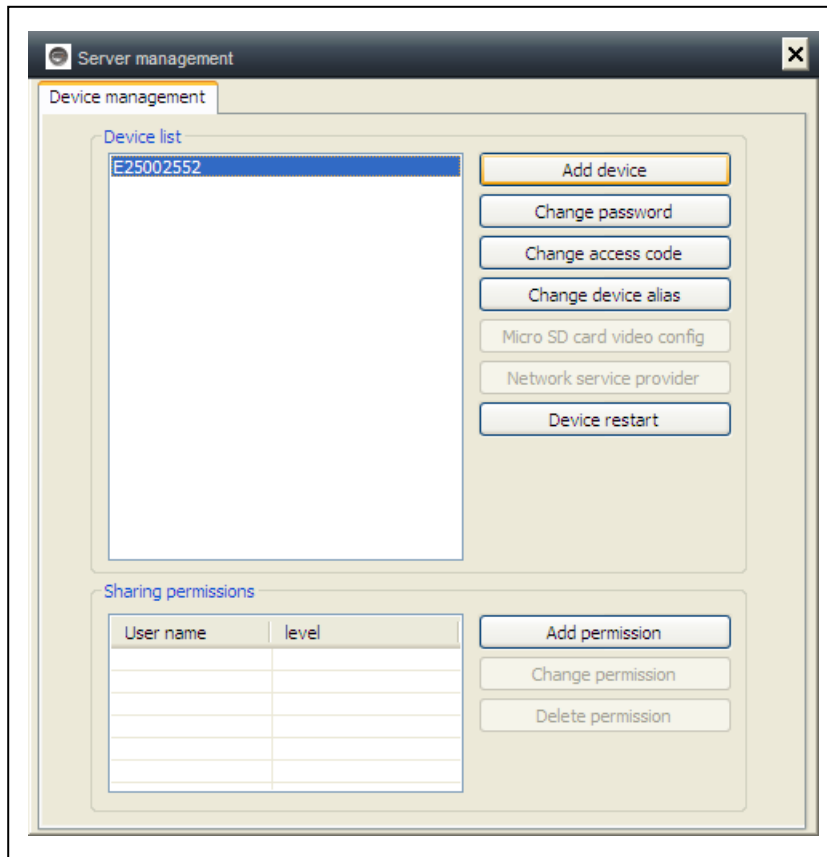 Server management
Device management
Device list
E25002552
Add device
Change password
Change access code
Change device alias
Micro SD card video config
Network service provider
Device restart
Sharing permissions
User name level
Add permission
Change permission
Delete permission